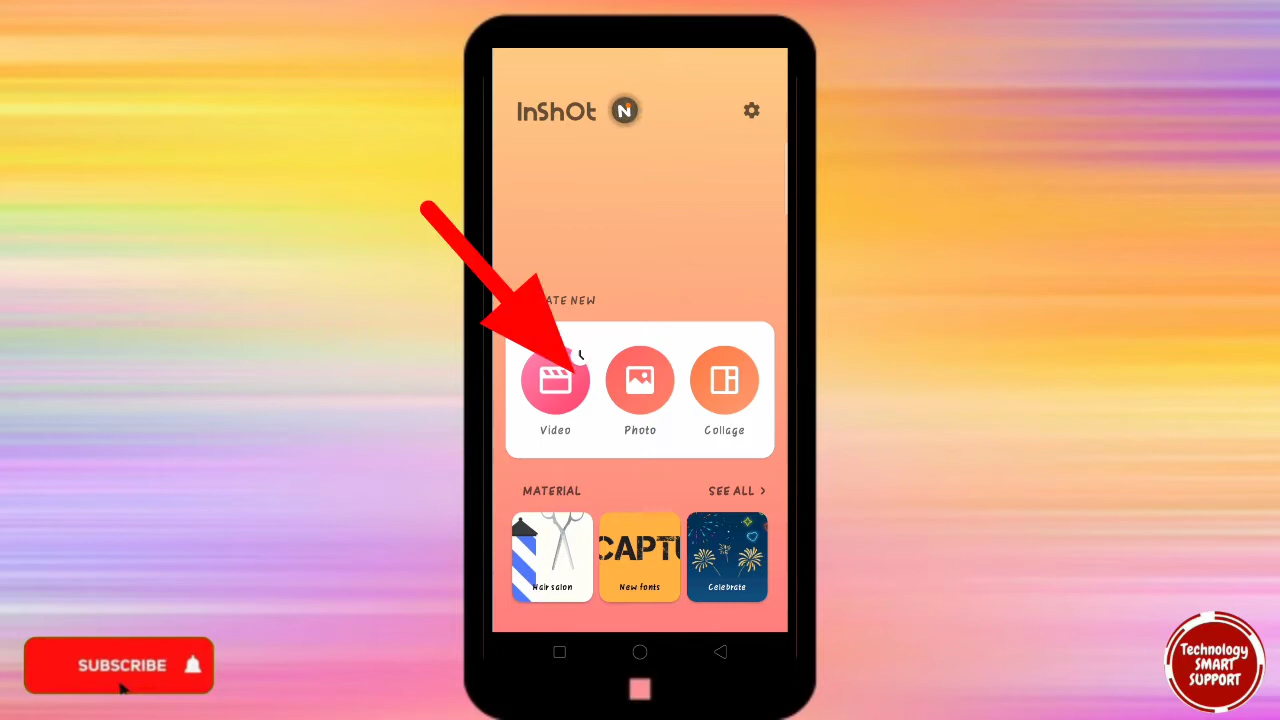 InShOt N
ATE NEW
Video
Photo
Collage
MATERIAL
SEE ALL >
Hair salon
CAPTU
New fonts
Celebrate
SUBSCRIBE
Technology
SMART
SUPPORT